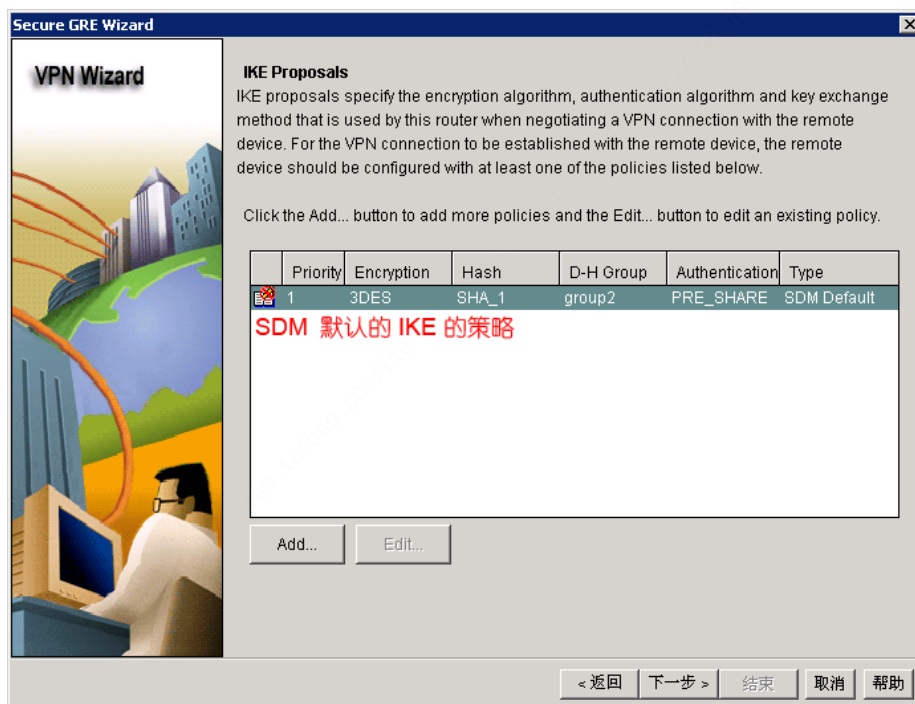 Secure GRE Wizard
VPN Wizard
IKE Proposals
IKE proposals specify the encryption algorithm, authentication algorithm and key exchange
method that is used by this router when negotiating a VPN connection with the remote
device. For the VPN connection to be established with the remote device, the remote
device should be configured with at least one of the policies listed below.
Click the Add... button to add more policies and the Edit... button to edit an existing policy.
Priority Encryption Hash D-H Group Authentication Type
1 3DES SHA_1 group2 PRE_SHARE SDM Default
SDM 默认的 IKE 的策略
Add... Edit...
< 返回 下一步 > 结束 取消 帮助